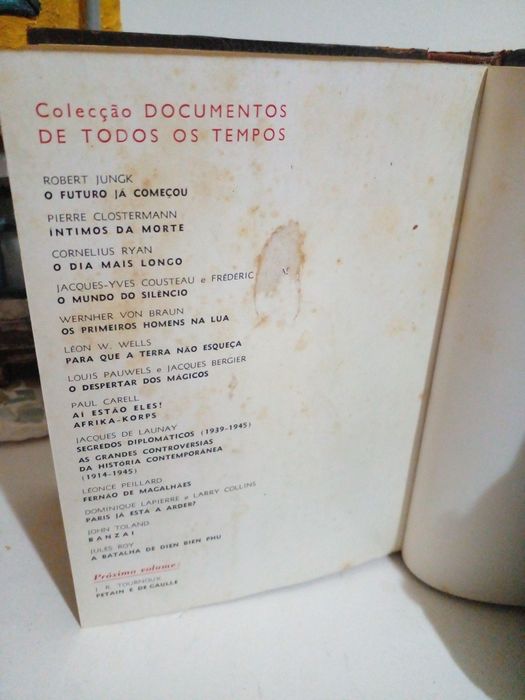 Colecção DOCUMENTOS
DE TODOS OS TEMPOS
ROBERT JUNGK
O FUTURO JÁ COMEÇOU
PIERRE CLOSTERMANN
ÍNTIMOS DA MORTE
CORNELIUS RYAN
O DIA MAIS LONGO
JACQUES-YVES COUSTEAU e FRÉDÉRIC
O MUNDO DO SILÊNCIO
WERNHER VON BRAUN
OS PRIMEIROS HOMENS NA LUA
LÉON W. WELLS
PARA QUE A TERRA NÃO ESQUEÇA
LOUIS PAUWELS e JACQUES BERGIER
O DESPERTAR DOS MÁGICOS
PAUL CARELL
AÍ ESTÃO ELES!
AFRIKA-KORPS
JACQUES DE LAUNAY
SEGREDOS DIPLOMÁTICOS (1939-1945)
AS GRANDES CONTROVÉRSIAS
DA HISTÓRIA CONTEMPORÂNEA
(1914-1945)
LÉONCE PEILLARD
FERNÃO DE MAGALHÃES
DOMINIQUE LAPIERRE e LARRY COLLINS
PARIS JÁ ESTÁ A ARDER?
JOHN TOLAND
BANZAI
JULES ROY
A BATALHA DE DIEN BIEN PHU
Próximo volume:
J. R. TOURNOUX
PETAIN E DE GAULLE